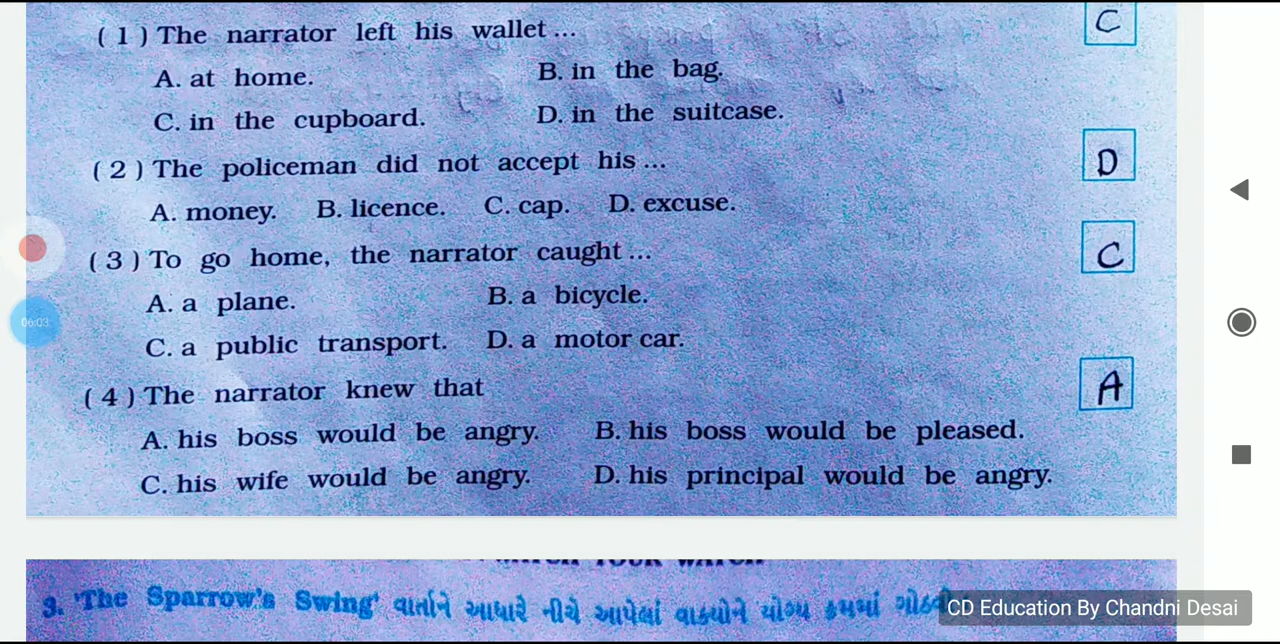 ( 1 ) The narrator left his wallet ... C
A. at home. B. in the bag.
C. in the cupboard. D. in the suitcase.
( 2 ) The policeman did not accept his ... D
A. money. B. licence. C. cap. D. excuse.
( 3 ) To go home, the narrator caught ... C
A. a plane. B. a bicycle.
06:03
C. a public transport. D. a motor car.
( 4 ) The narrator knew that A
A. his boss would be angry. B. his boss would be pleased.
C. his wife would be angry. D. his principal would be angry.
YOUR WATCH
3. 'The Sparrow's Swing' વાર્તાને આધારે નીચે આપેલાં વાક્યોને યોગ્ય ક્રમમાં
CD Education By Chandni Desai